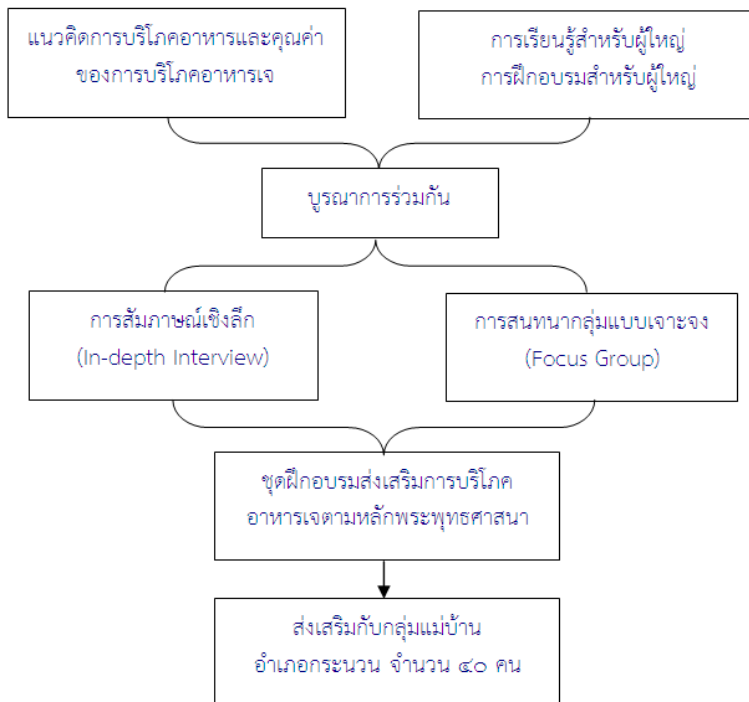 แนวคิดการบริโภคอาหารและคุณค่า
ของการบริโภคอาหารเจ
การเรียนรู้สำหรับผู้ใหญ่
การฝึกอบรมสำหรับผู้ใหญ่
บูรณาการร่วมกัน
การสัมภาษณ์เชิงลึก
(In-depth Interview)
การสนทนากลุ่มแบบเจาะจง
(Focus Group)
ชุดฝึกอบรมส่งเสริมการบริโภค
อาหารเจตามหลักพระพุทธศาสนา
ส่งเสริมกับกลุ่มแม่บ้าน
อำเภอกระนวน จำนวน ๔๐ คน